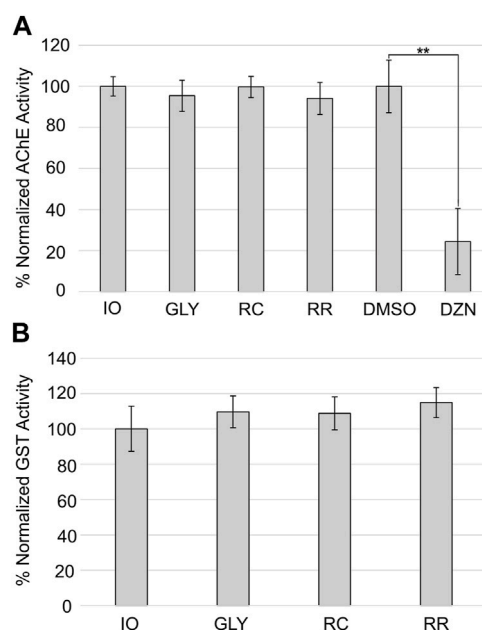 A
% Normalized AChE Activity
120
100
80
60
40
20
0
**
IO GLY RC RR DMSO DZN
B
% Normalized GST Activity
140
120
100
80
60
40
20
0
IO GLY RC RR